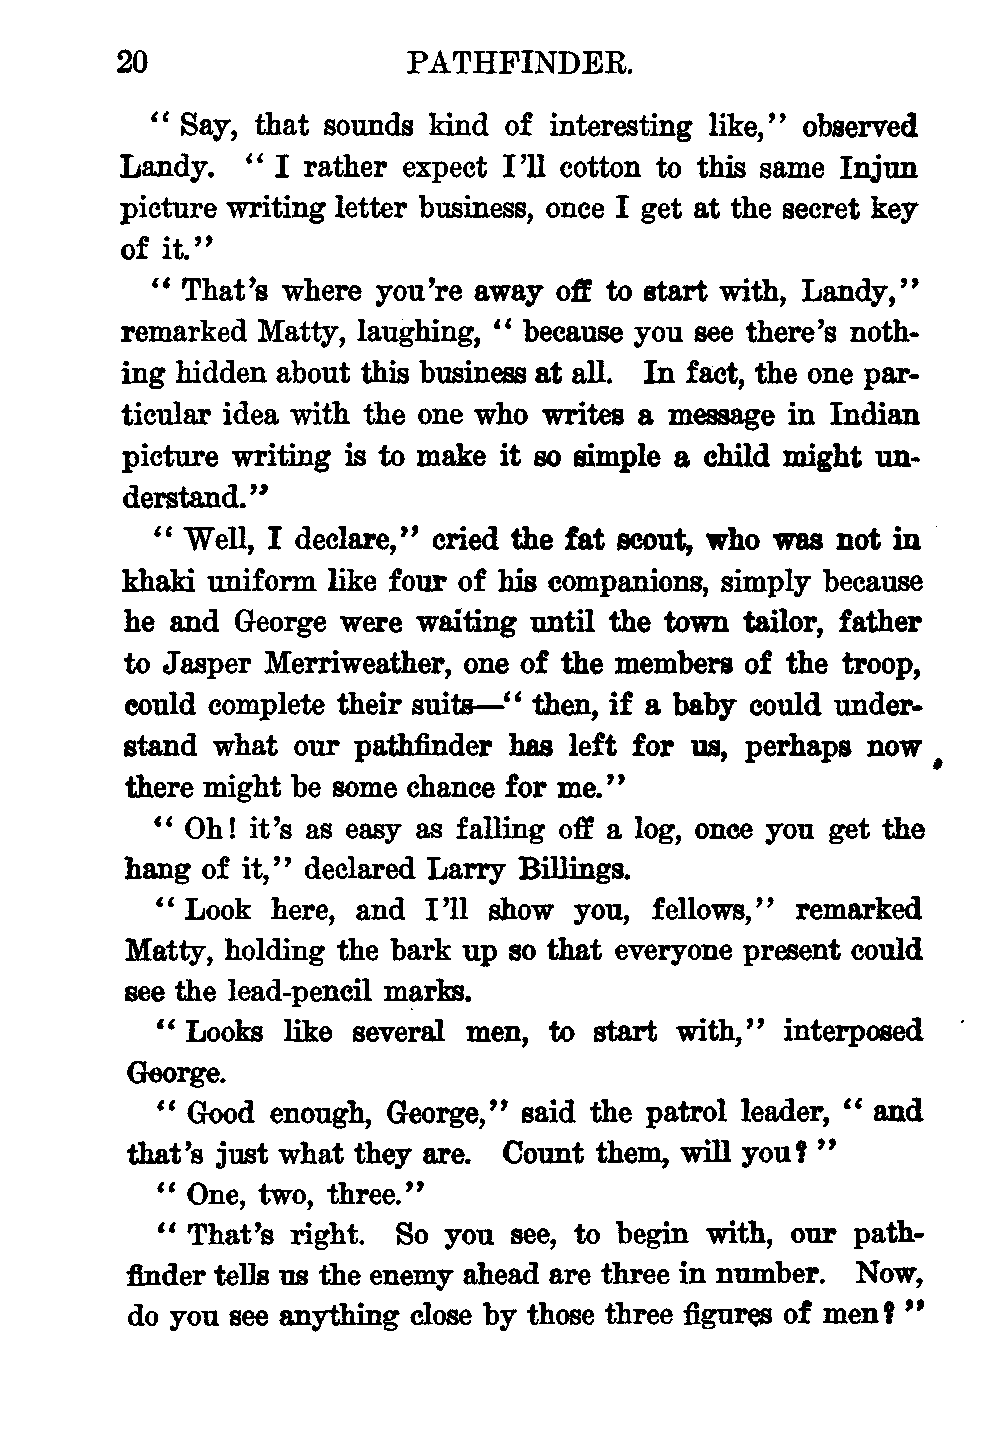 20 PATHFINDER.
“ Say, that sounds kind of interesting like,” observed
Landy. “ I rather expect I’ll cotton to this same Injun
picture writing letter business, once I get at the secret key
of it.”
“ That’s where you’re away off to start with, Landy,”
remarked Matty, laughing, “ because you see there’s noth-
ing hidden about this business at all. In fact, the one par-
ticular idea with the one who writes a message in Indian
picture writing is to make it so simple a child might un-
derstand.”
“ Well, I declare,” cried the fat scout, who was not in
khaki uniform like four of his companions, simply because
he and George were waiting until the town tailor, father
to Jasper Merriweather, one of the members of the troop,
could complete their suits—“ then, if a baby could under-
stand what our pathfinder has left for us, perhaps now
there might be some chance for me.”
“ Oh! it’s as easy as falling off a log, once you get the
hang of it,” declared Larry Billings.
“ Look here, and I’ll show you, fellows,” remarked
Matty, holding the bark up so that everyone present could
see the lead-pencil marks.
“ Looks like several men, to start with,” interposed
George.
“ Good enough, George,” said the patrol leader, “ and
that’s just what they are. Count them, will you? ”
“ One, two, three.”
“ That’s right. So you see, to begin with, our path-
finder tells us the enemy ahead are three in number. Now,
do you see anything close by those three figures of men? ”